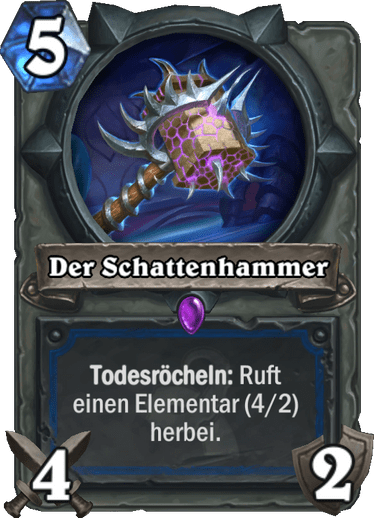 5
Der Schattenhammer
Todesröcheln: Ruft
einen Elementar (4/2)
herbei.
4
2